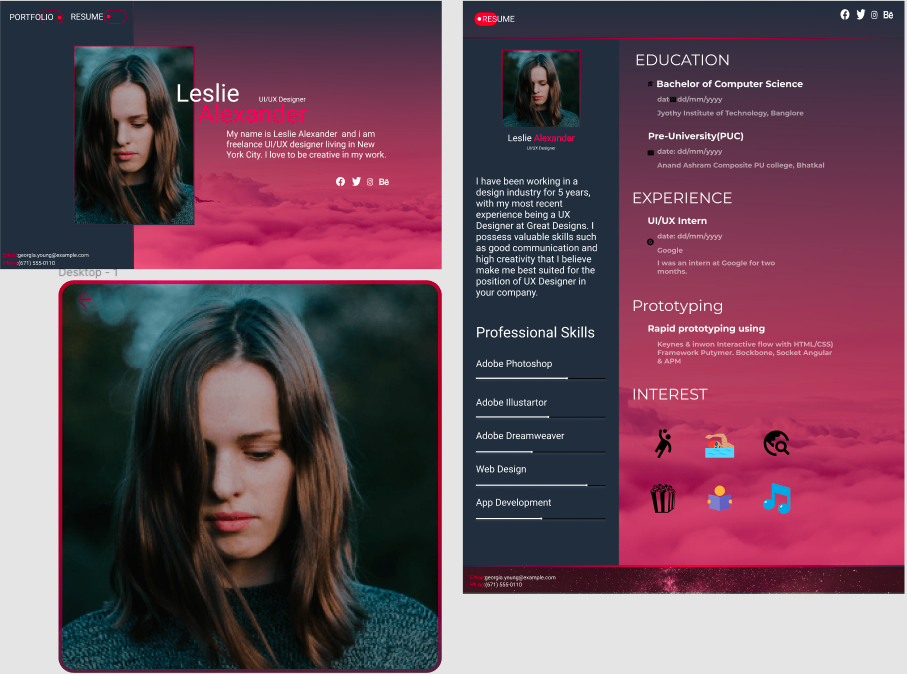 PORTFOLIO
RESUME
Leslie
UI/UX Designer
Alexander
My name is Leslie Alexander and i am
freelance UI/UX designer living in New
York City. I love to be creative in my work.
georgia.young@example.com
(671) 555-0110
Desktop - 1
RESUME
Leslie Alexander
UI/UX Designer
I have been working in a
design industry for 5 years,
with my most recent
experience being a UX
Designer at Great Designs. I
possess valuable skills such
as good communication and
high creativity that I believe
make me best suited for the
position of UX Designer in
your company.
Professional Skills
Adobe Photoshop
Adobe Illustartor
Adobe Dreamweaver
Web Design
App Development
EDUCATION
Bachelor of Computer Science
dd/mm/yyyy
Jyothy Institute of Technology, Banglore
Pre-University(PUC)
date: dd/mm/yyyy
Anand Ashram Composite PU college, Bhatkal
EXPERIENCE
UI/UX Intern
date: dd/mm/yyyy
Google
I was an intern at Google for two
months.
Prototyping
Rapid prototyping using
Keynes & inwon Interactive flow with HTML/CSS)
Framework Putymer. Bockbone, Socket Angular
& APM
INTEREST
georgia.young@example.com
(671) 555-0110